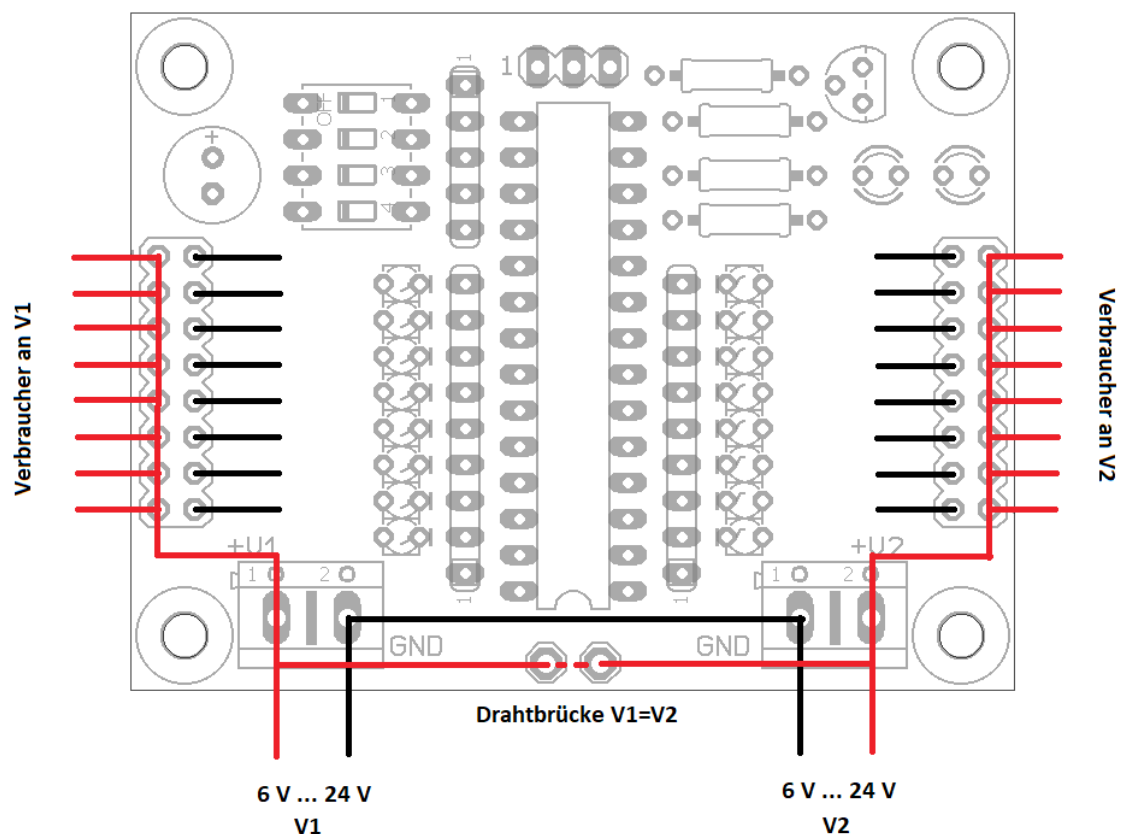 1
1
OFF
1
2
3
4
+
Verbraucher an V1
Verbraucher an V2
+U1
+U2
1 2
1 2
1
1
GND
GND
Drahtbrücke V1=V2
6 V ... 24 V
V1
6 V ... 24 V
V2